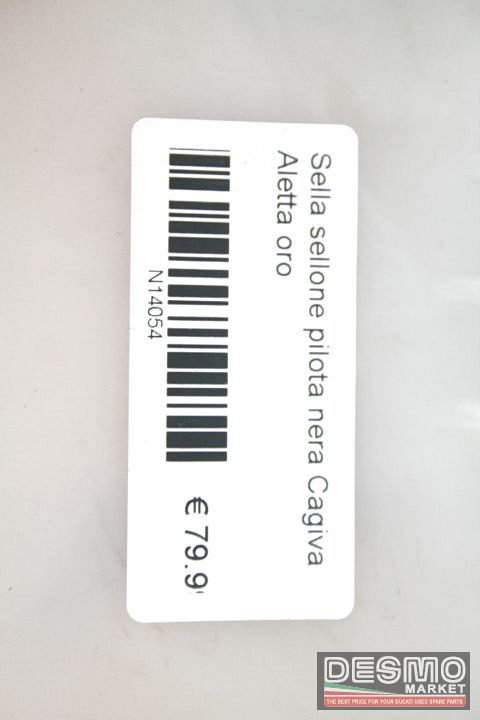 Sella sellone pilota nera Cagiva
Aletta oro
N14054
€ 79.9
DESMO
MARKET
THE BEST PRICE FOR YOUR DUCATI USED SPARE PARTS